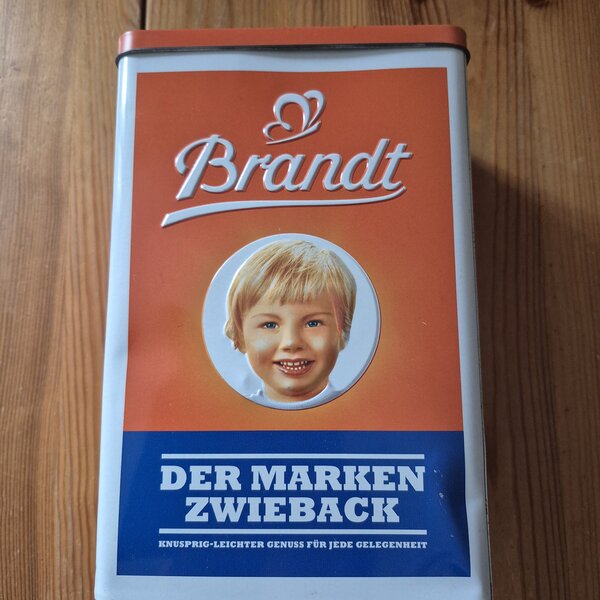 Brandt
DER MARKEN
ZWIEBACK
KNUSPRIG-LEICHTER GENUSS FÜR JEDE GELEGENHEIT